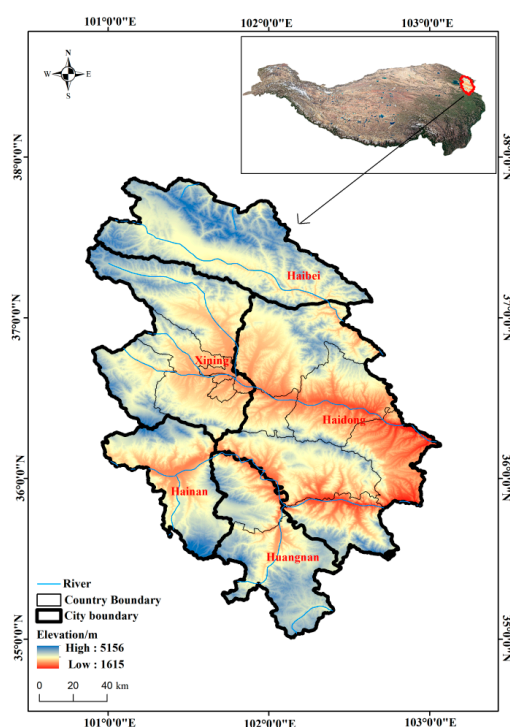 101°0'0"E 102°0'0"E 103°0'0"E
N
W E
S
38°0'0"N 38°0'0"N
Haibei
37°0'0"N 37°0'0"N
Xining
Haidong
36°0'0"N 36°0'0"N
Hainan
Huangnan
35°0'0"N 35°0'0"N
River
Country Boundary
City boundary
Elevation/m
High : 5156
Low : 1615
0 20 40 km
101°0'0"E 102°0'0"E 103°0'0"E